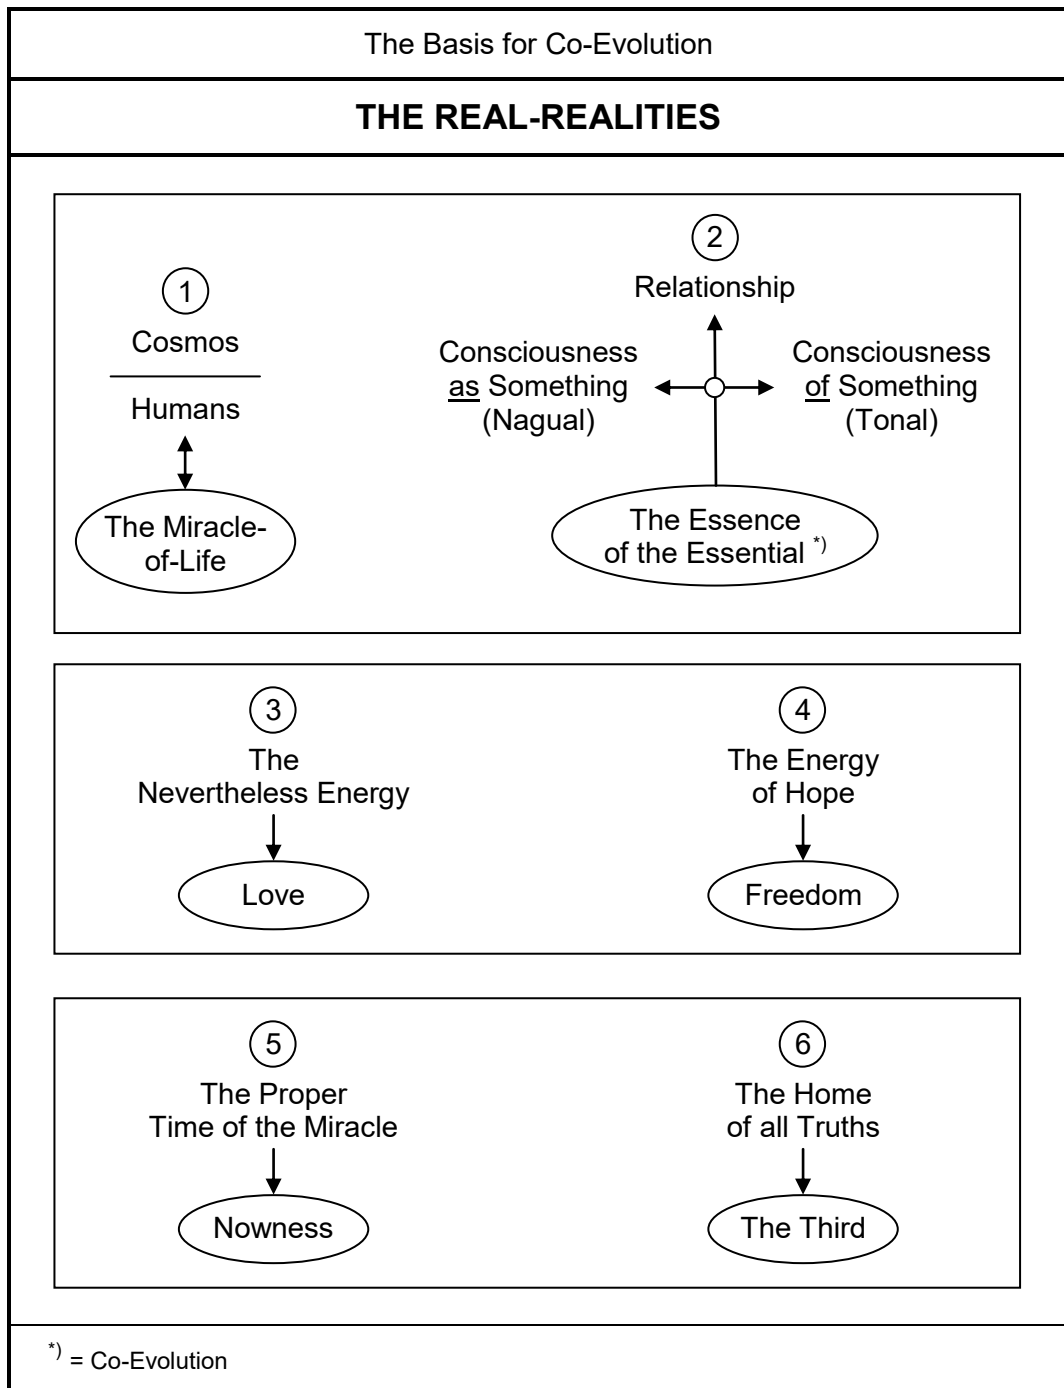 The Basis for Co-Evolution
THE REAL-REALITIES
1
Cosmos
Humans
The Miracle-
of-Life
2
Relationship
Consciousness
as Something
(Nagual)
Consciousness
of Something
(Tonal)
The Essence
of the Essential *)
3
The
Nevertheless Energy
Love
4
The Energy
of Hope
Freedom
5
The Proper
Time of the Miracle
Nowness
6
The Home
of all Truths
The Third
*) = Co-Evolution